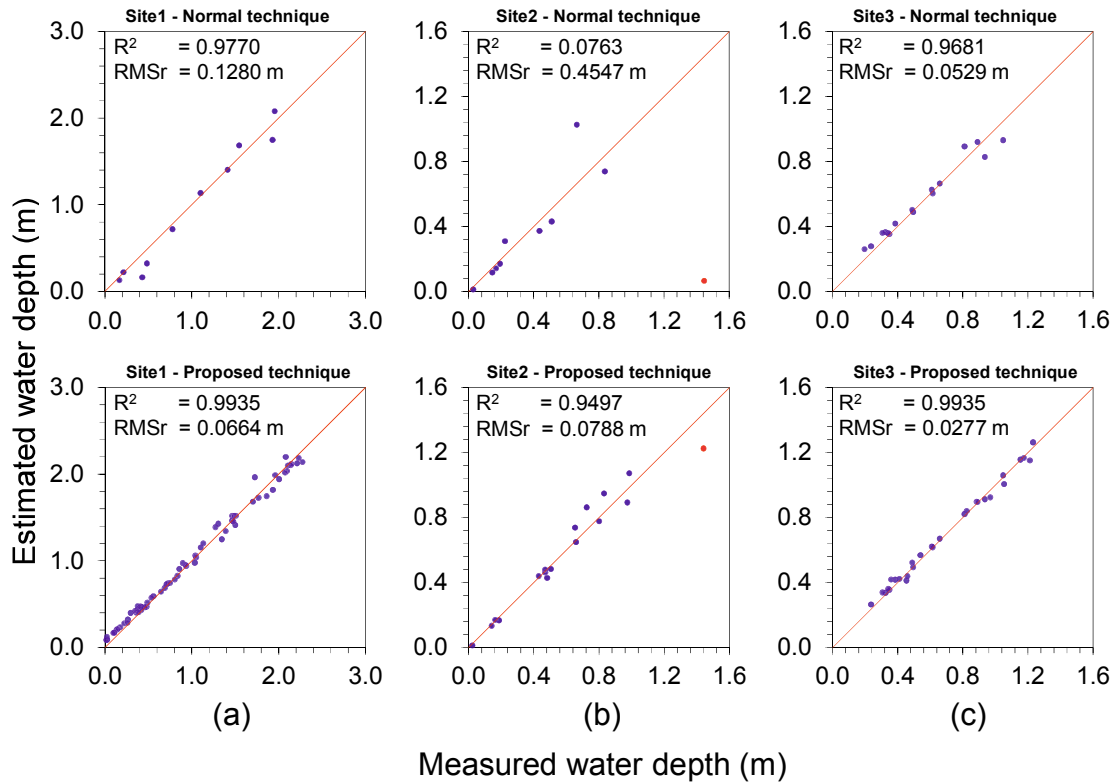 Site1 - Normal technique
R² = 0.9770
RMSr = 0.1280 m
3.0
2.0
1.0
0.0
0.0 1.0 2.0 3.0
Site2 - Normal technique
R² = 0.0763
RMSr = 0.4547 m
1.6
1.2
0.8
0.4
0.0
0.0 0.4 0.8 1.2 1.6
Site3 - Normal technique
R² = 0.9681
RMSr = 0.0529 m
1.6
1.2
0.8
0.4
0.0
0.0 0.4 0.8 1.2 1.6
Estimated water depth (m)
Site1 - Proposed technique
R² = 0.9935
RMSr = 0.0664 m
3.0
2.0
1.0
0.0
0.0 1.0 2.0 3.0
(a)
Site2 - Proposed technique
R² = 0.9497
RMSr = 0.0788 m
1.6
1.2
0.8
0.4
0.0
0.0 0.4 0.8 1.2 1.6
(b)
Site3 - Proposed technique
R² = 0.9935
RMSr = 0.0277 m
1.6
1.2
0.8
0.4
0.0
0.0 0.4 0.8 1.2 1.6
(c)
Measured water depth (m)